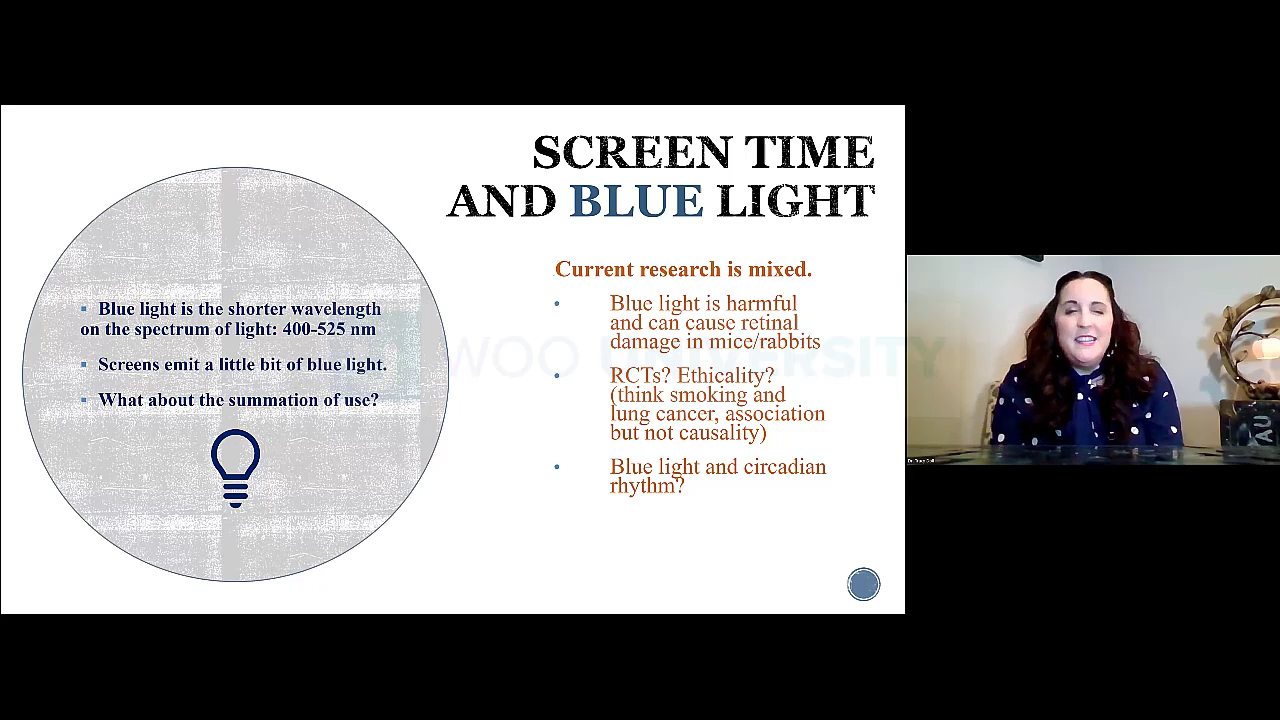 SCREEN TIME
AND BLUE LIGHT
Blue light is the shorter wavelength
on the spectrum of light: 400-525 nm
Screens emit a little bit of blue light.
What about the summation of use?
Current research is mixed.
Blue light is harmful
and can cause retinal
damage in mice/rabbits
RCTs? Ethicality?
(think smoking and
lung cancer, association
but not causality)
Blue light and circadian
rhythm?
WOO UNIVERSITY
AU